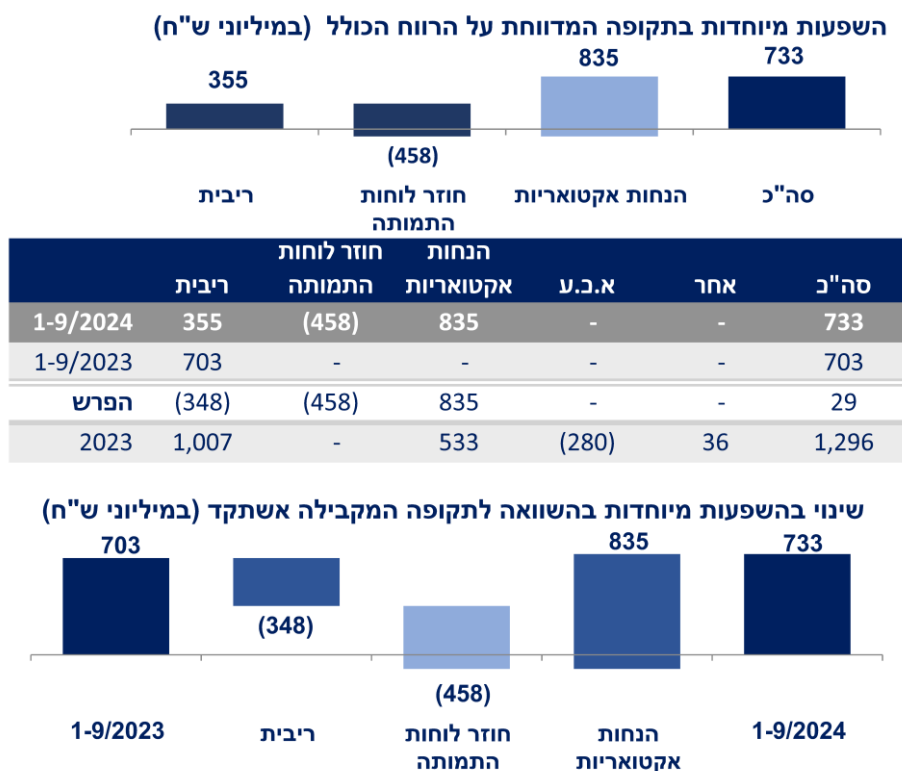 השפעות מיוחדות בתקופה המדווחת על הרווח הכולל (במיליוני ש"ח)
355 (458) 835 733
ריבית חוזר לוחות התמותה הנחות אקטואריות סה"כ
ריבית חוזר לוחות התמותה הנחות אקטואריות א.כ.ע אחר סה"כ
1-9/2024 355 (458) 835 - - 733
1-9/2023 703 - - - - 703
הפרש (348) (458) 835 - - 29
2023 1,007 - 533 (280) 36 1,296
שינוי בהשפעות מיוחדות בהשוואה לתקופה המקבילה אשתקד (במיליוני ש"ח)
703 (348) (458) 835 733
1-9/2023 ריבית חוזר לוחות התמותה הנחות אקטואריות 1-9/2024